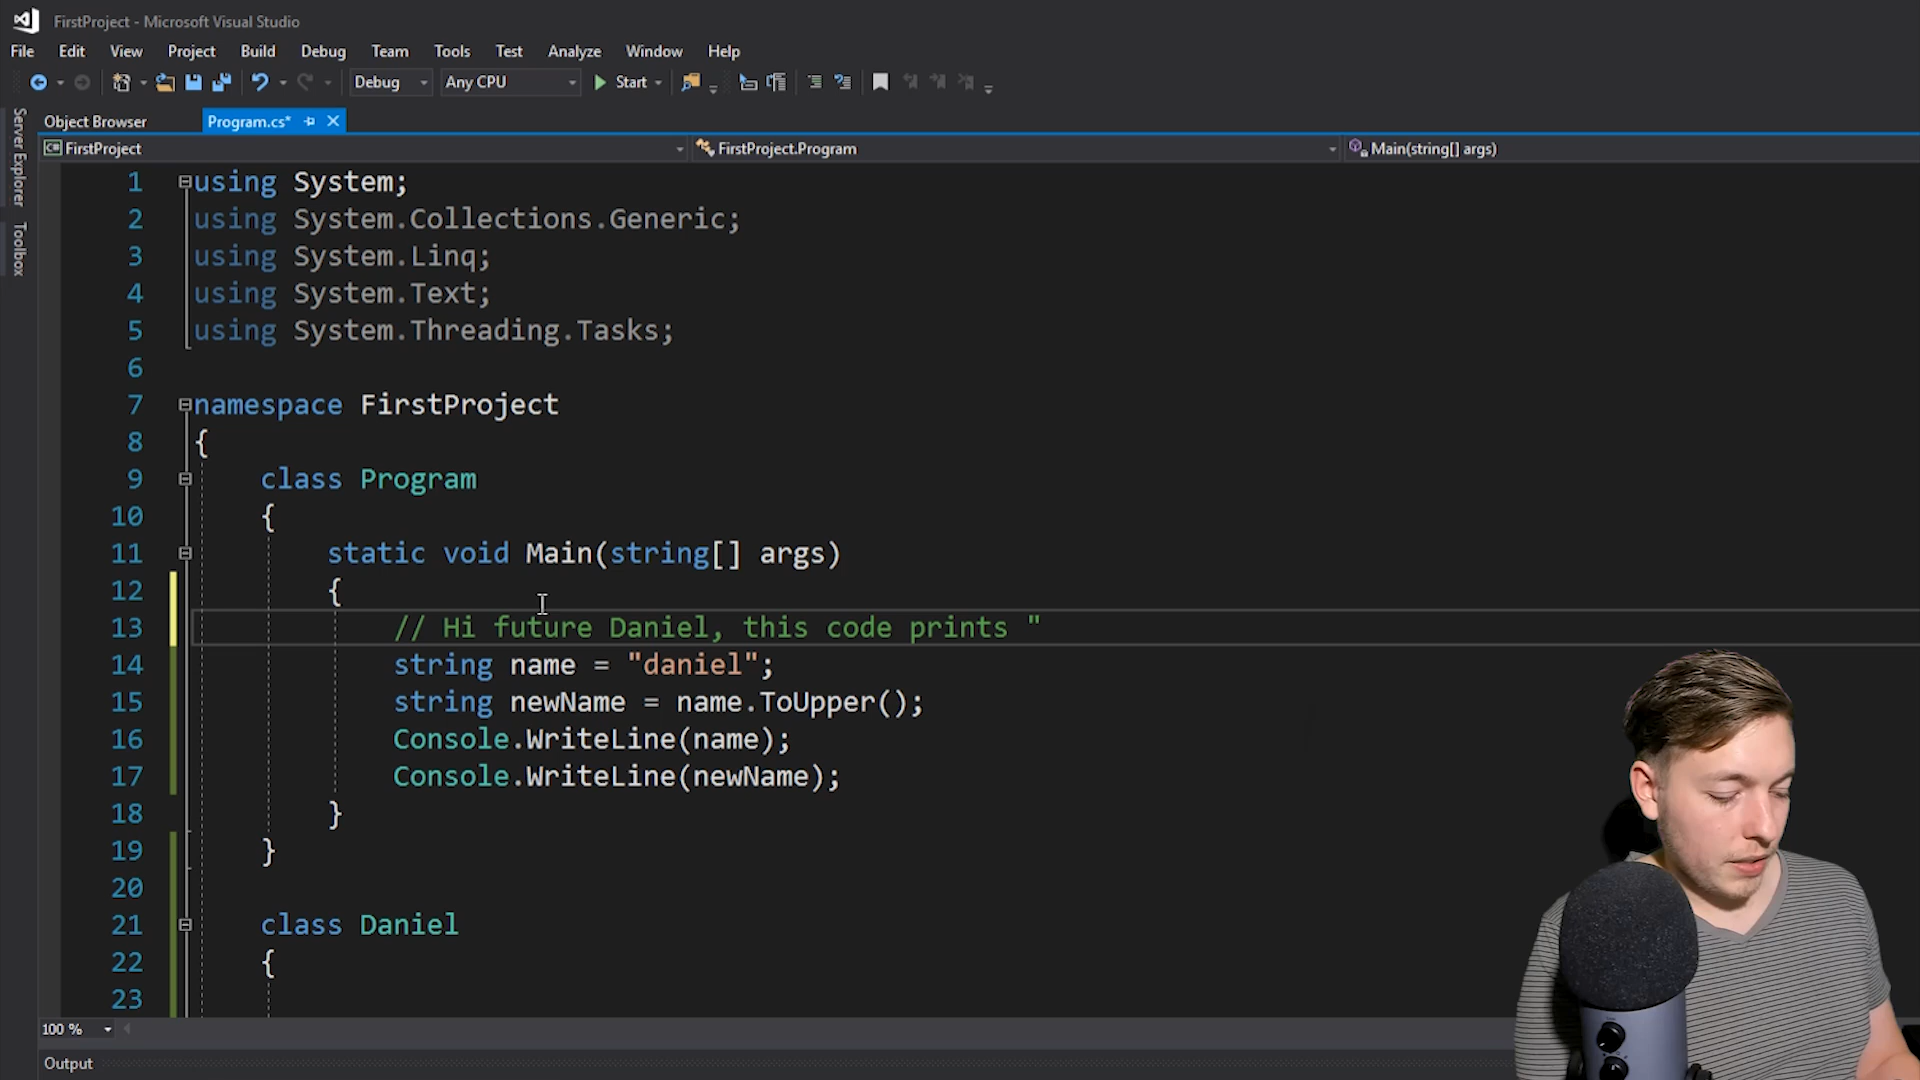 FirstProject - Microsoft Visual Studio
File Edit View Project Build Debug Team Tools Test Analyze Window Help
Debug Any CPU Start
Server Explorer
Toolbox
Object Browser Program.cs*
C# FirstProject FirstProject.Program Main(string[] args)
1 using System;
2 using System.Collections.Generic;
3 using System.Linq;
4 using System.Text;
5 using System.Threading.Tasks;
6
7 namespace FirstProject
8 {
9 class Program
10 {
11 static void Main(string[] args)
12 {
13 // Hi future Daniel, this code prints "
14 string name = "daniel";
15 string newName = name.ToUpper();
16 Console.WriteLine(name);
17 Console.WriteLine(newName);
18 }
19 }
20
21 class Daniel
22 {
23
100 %
Output